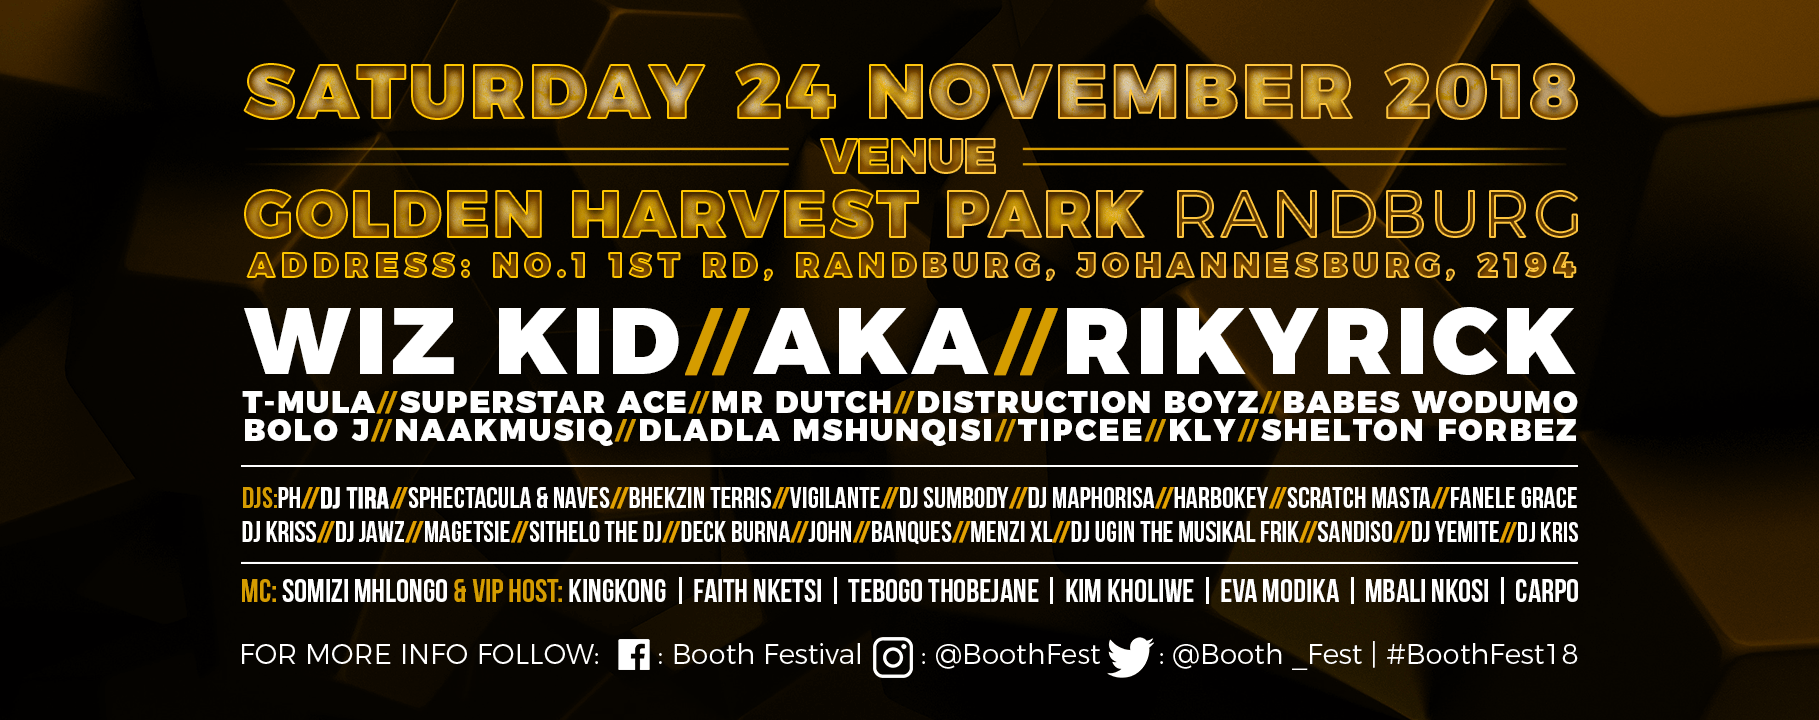 SATURDAY 24 NOVEMBER 2018
VENUE
GOLDEN HARVEST PARK RANDBURG
ADDRESS: NO.1 1ST RD, RANDBURG, JOHANNESBURG, 2194
WIZ KID//AKA//RIKYRICK
T-MULA//SUPERSTAR ACE//MR DUTCH//DISTRUCTION BOYZ//BABES WODUMO
BOLO J//NAAKMUSIQ//DLADLA MSHUNQISI//TIPCEE//KLY//SHELTON FORBEZ
DJS:PH//DJ TIRA//SPHECTACULA & NAVES//BHEKZIN TERRIS//VIGILANTE//DJ SUMBODY//DJ MAPHORISA//HARBOKEY//SCRATCH MASTA//FANELE GRACE
DJ KRISS//DJ JAWZ//MAGETSIE//SITHELO THE DJ//DECK BURNA//JOHN//BANQUES//MENZI XL//DJ UGIN THE MUSIKAL FRIK//SANDISO//DJ YEMITE//DJ KRIS
MC: SOMIZI MHLONGO & VIP HOST: KINGKONG | FAITH NKETSI | TEBOGO THOBEJANE | KIM KHOLIWE | EVA MODIKA | MBALI NKOSI | CARPO
FOR MORE INFO FOLLOW: : Booth Festival : @BoothFest : @Booth _Fest | #BoothFest18